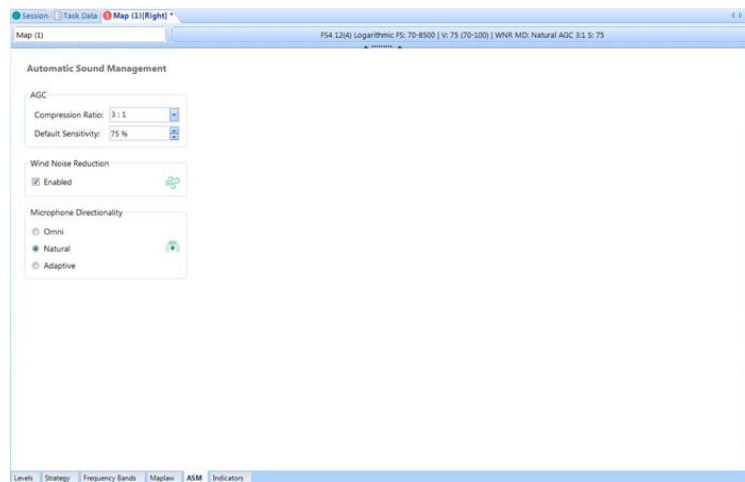 Session Task Data Map (1)[Right] *
Map (1) FS4 12(4) Logarithmic FS: 70-8500 | V: 75 (70-100) | WNR MD: Natural AGC 3:1 S: 75
Automatic Sound Management
AGC
Compression Ratio: 3 : 1
Default Sensitivity: 75 %
Wind Noise Reduction
Enabled
Microphone Directionality
Omni
Natural
Adaptive
Levels Strategy Frequency Bands Maplaw ASM Indicators